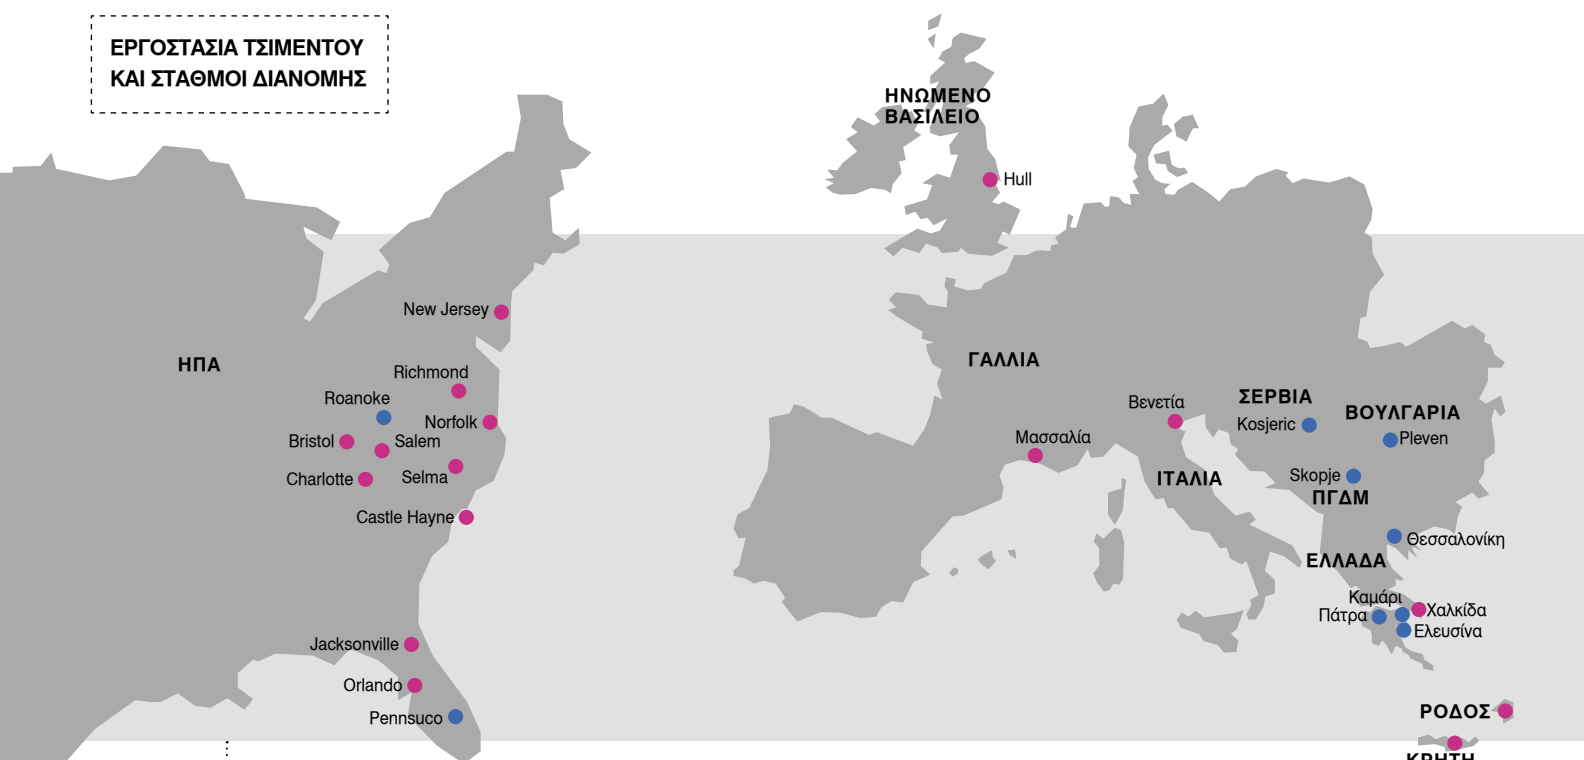 ΕΡΓΟΣΤΑΣΙΑ ΤΣΙΜΕΝΤΟΥ
ΚΑΙ ΣΤΑΘΜΟΙ ΔΙΑΝΟΜΗΣ
ΗΝΩΜΕΝΟ
ΒΑΣΙΛΕΙΟ
Hull
New Jersey
ΗΠΑ
Richmond
Roanoke
Norfolk
Bristol
Salem
Charlotte
Selma
Castle Hayne
Jacksonville
Orlando
Pennsuco
ΓΑΛΛΙΑ
Μασσαλία
Βενετία
ΙΤΑΛΙΑ
ΣΕΡΒΙΑ
Kosjeric
ΒΟΥΛΓΑΡΙΑ
Pleven
Skopje
ΠΓΔΜ
Θεσσαλονίκη
ΕΛΛΑΔΑ
Καμάρι
Χαλκίδα
Πάτρα
Ελευσίνα
ΡΟΔΟΣ
ΚΡΗΤΗ